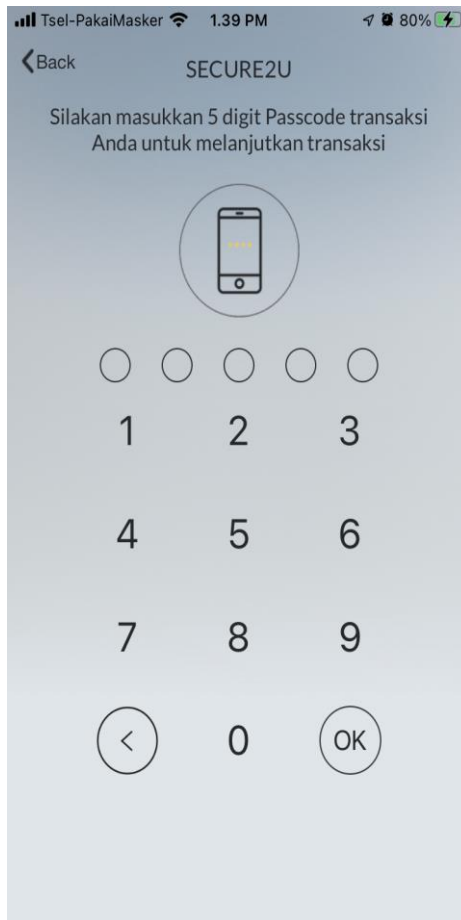 Tsel-PakaiMasker 1.39 PM 80%
Back
SECURE2U
Silakan masukkan 5 digit Passcode transaksi
Anda untuk melanjutkan transaksi
1 2 3
4 5 6
7 8 9
< 0 OK